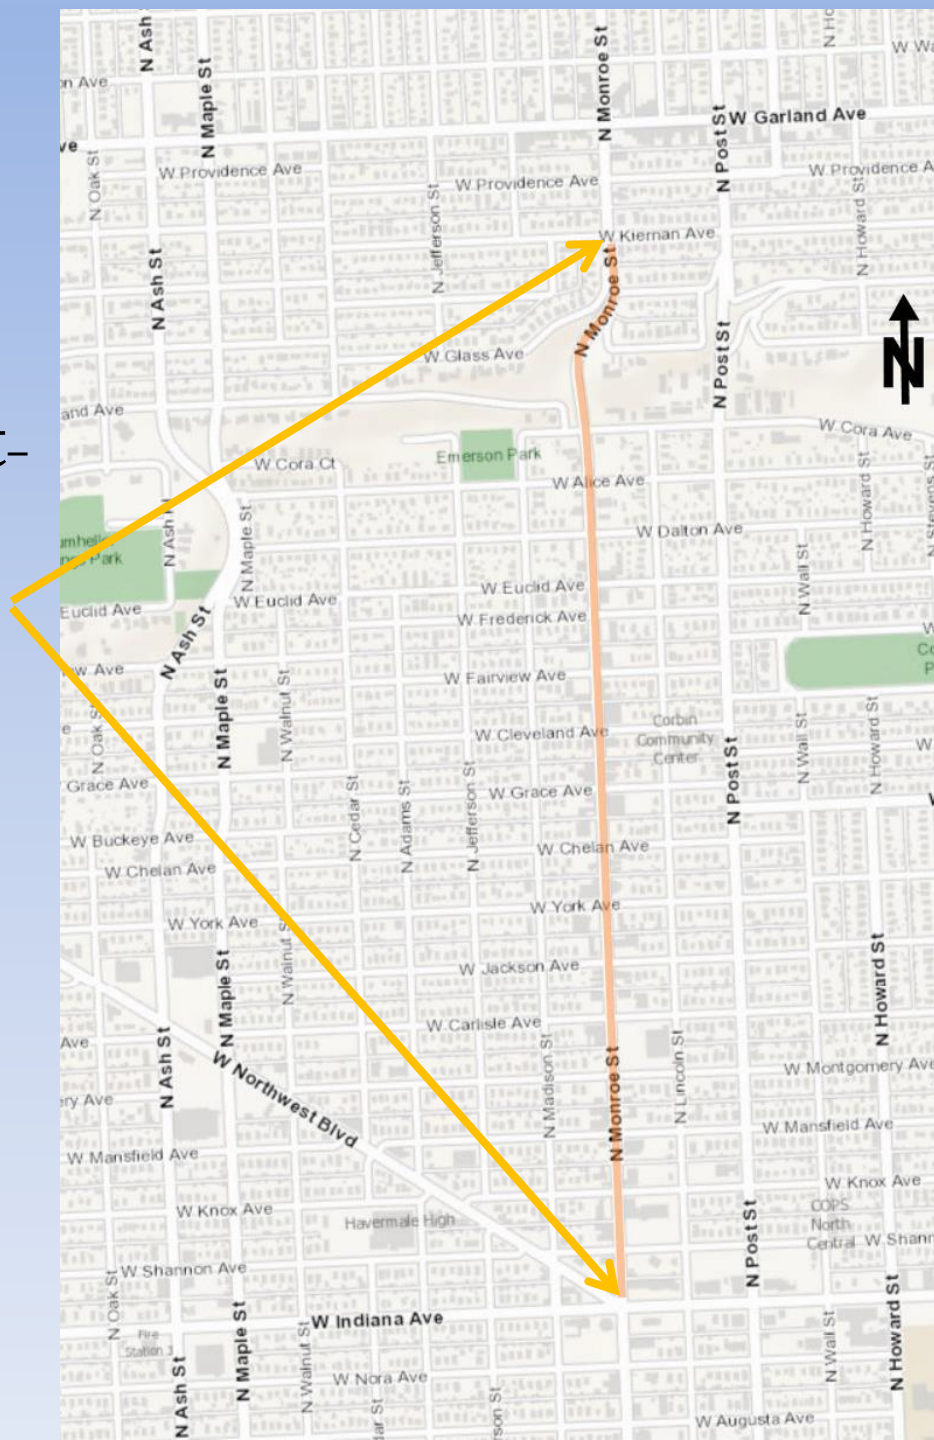 N Ash
N Monroe St
N Maple St
N Post St
W Garland Ave
N Oak St
W Providence Ave
W Providence Ave
N Jefferson St
N Howard St
W Kiernan Ave
N Ash St
N Monroe St
N
W Glass Ave
N Post St
W Cora Ave
W Cora Ct
Emerson Park
W Alice Ave
N Howard St
N Stevens St
N Maple St
W Dalton Ave
Park
N Wall St
Euclid Ave
W Euclid Ave
W Euclid Ave
W Frederick Ave
N Ash St
W Fairview Ave
N Maple St
N Walnut St
N Oak St
W Cleveland Ave
Corbin
Community
Center
N Wall St
N Howard St
N Post St
Grace Ave
W Grace Ave
N Cedar St
N Adams St
N Jefferson St
W Buckeye Ave
W Chelan Ave
W Chelan Ave
W York Ave
W York Ave
N Walnut St
N Maple St
W Jackson Ave
N Howard St
W Carlisle Ave
Ave
N Ash St
W Northwest Blvd
N Madison St
N Monroe St
N Lincoln St
W Montgomery Ave
W Mansfield Ave
W Mansfield Ave
W Knox Ave
W Knox Ave
Havermale High
COPS
North
Central
N Post St
W Shannon Ave
N Oak St
W Indiana Ave
Fire
Station 3
N Ash St
N Maple St
N Walnut St
N Wall St
N Howard St
W Nora Ave
W Augusta Ave